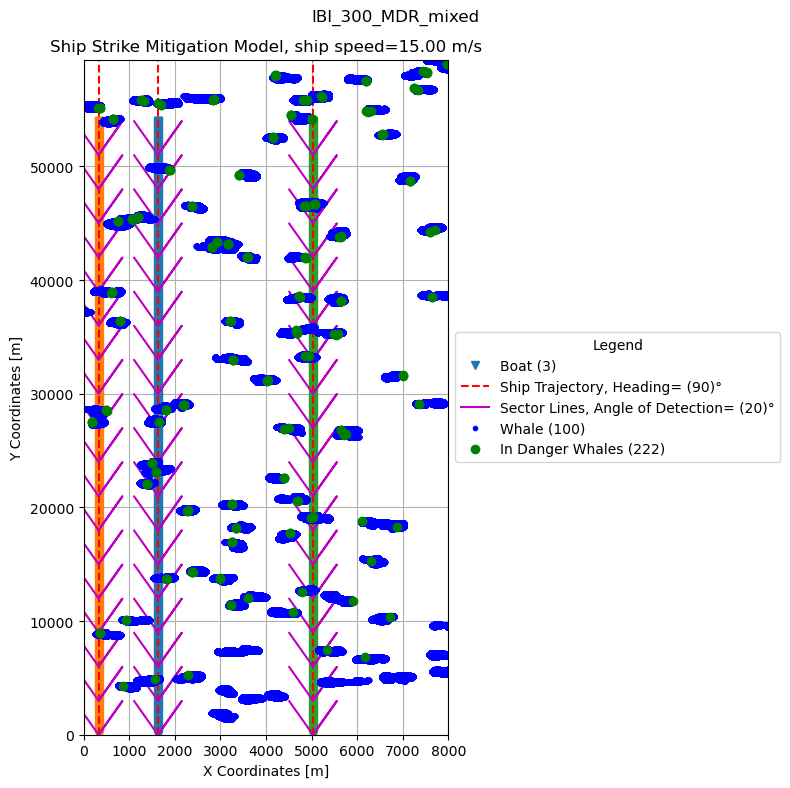 IBI_300_MDR_mixed
Ship Strike Mitigation Model, ship speed=15.00 m/s
Y Coordinates [m]
50000
40000
30000
20000
10000
0
0 1000 2000 3000 4000 5000 6000 7000 8000
X Coordinates [m]
Legend
Boat (3)
Ship Trajectory, Heading= (90)°
Sector Lines, Angle of Detection= (20)°
Whale (100)
In Danger Whales (222)